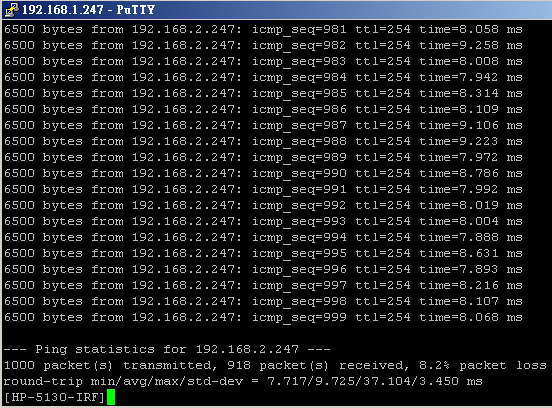 192.168.1.247 - PuTTY
6500 bytes from 192.168.2.247: icmp_seq=981 ttl=254 time=8.058 ms
6500 bytes from 192.168.2.247: icmp_seq=982 ttl=254 time=9.258 ms
6500 bytes from 192.168.2.247: icmp_seq=983 ttl=254 time=8.008 ms
6500 bytes from 192.168.2.247: icmp_seq=984 ttl=254 time=7.942 ms
6500 bytes from 192.168.2.247: icmp_seq=985 ttl=254 time=8.314 ms
6500 bytes from 192.168.2.247: icmp_seq=986 ttl=254 time=8.109 ms
6500 bytes from 192.168.2.247: icmp_seq=987 ttl=254 time=9.106 ms
6500 bytes from 192.168.2.247: icmp_seq=988 ttl=254 time=9.223 ms
6500 bytes from 192.168.2.247: icmp_seq=989 ttl=254 time=7.972 ms
6500 bytes from 192.168.2.247: icmp_seq=990 ttl=254 time=8.786 ms
6500 bytes from 192.168.2.247: icmp_seq=991 ttl=254 time=7.992 ms
6500 bytes from 192.168.2.247: icmp_seq=992 ttl=254 time=8.019 ms
6500 bytes from 192.168.2.247: icmp_seq=993 ttl=254 time=8.004 ms
6500 bytes from 192.168.2.247: icmp_seq=994 ttl=254 time=7.888 ms
6500 bytes from 192.168.2.247: icmp_seq=995 ttl=254 time=8.631 ms
6500 bytes from 192.168.2.247: icmp_seq=996 ttl=254 time=7.893 ms
6500 bytes from 192.168.2.247: icmp_seq=997 ttl=254 time=8.216 ms
6500 bytes from 192.168.2.247: icmp_seq=998 ttl=254 time=8.107 ms
6500 bytes from 192.168.2.247: icmp_seq=999 ttl=254 time=8.068 ms
--- Ping statistics for 192.168.2.247 ---
1000 packet(s) transmitted, 918 packet(s) received, 8.2% packet loss
round-trip min/avg/max/std-dev = 7.717/9.725/37.104/3.450 ms
[HP-5130-IRF]